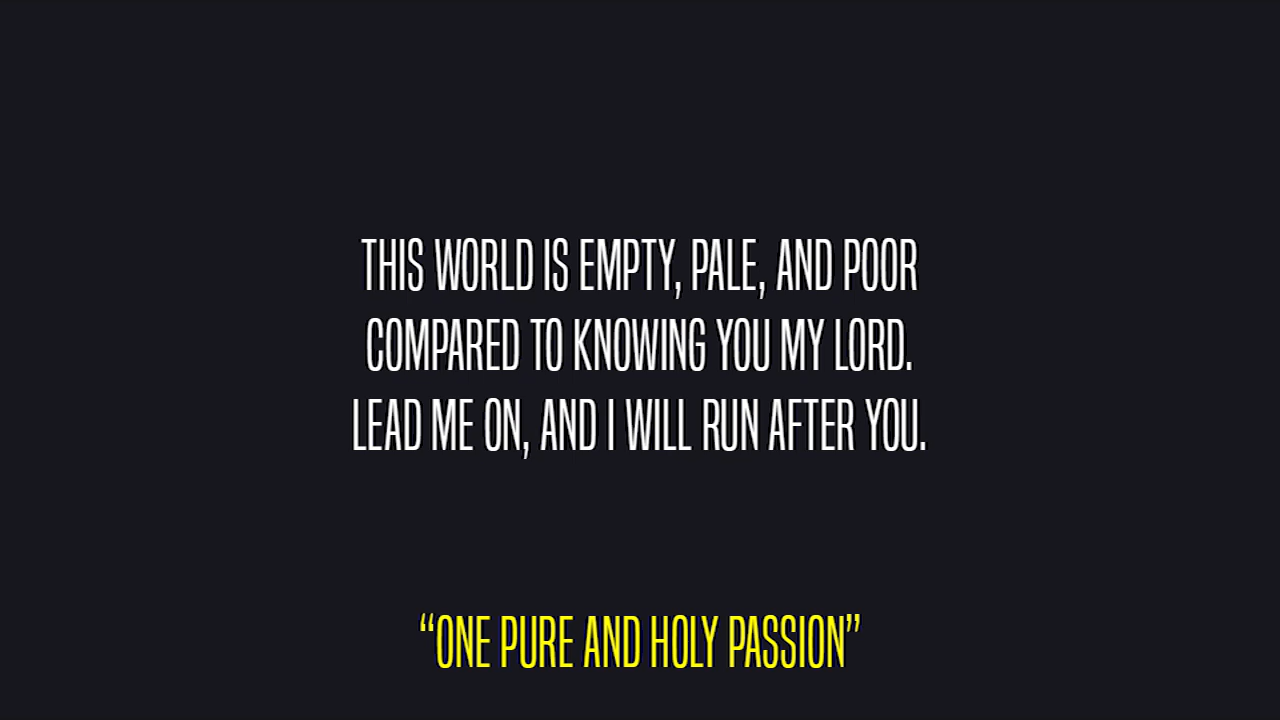 THIS WORLD IS EMPTY, PALE, AND POOR
COMPARED TO KNOWING YOU MY LORD.
LEAD ME ON, AND I WILL RUN AFTER YOU.
“ONE PURE AND HOLY PASSION”